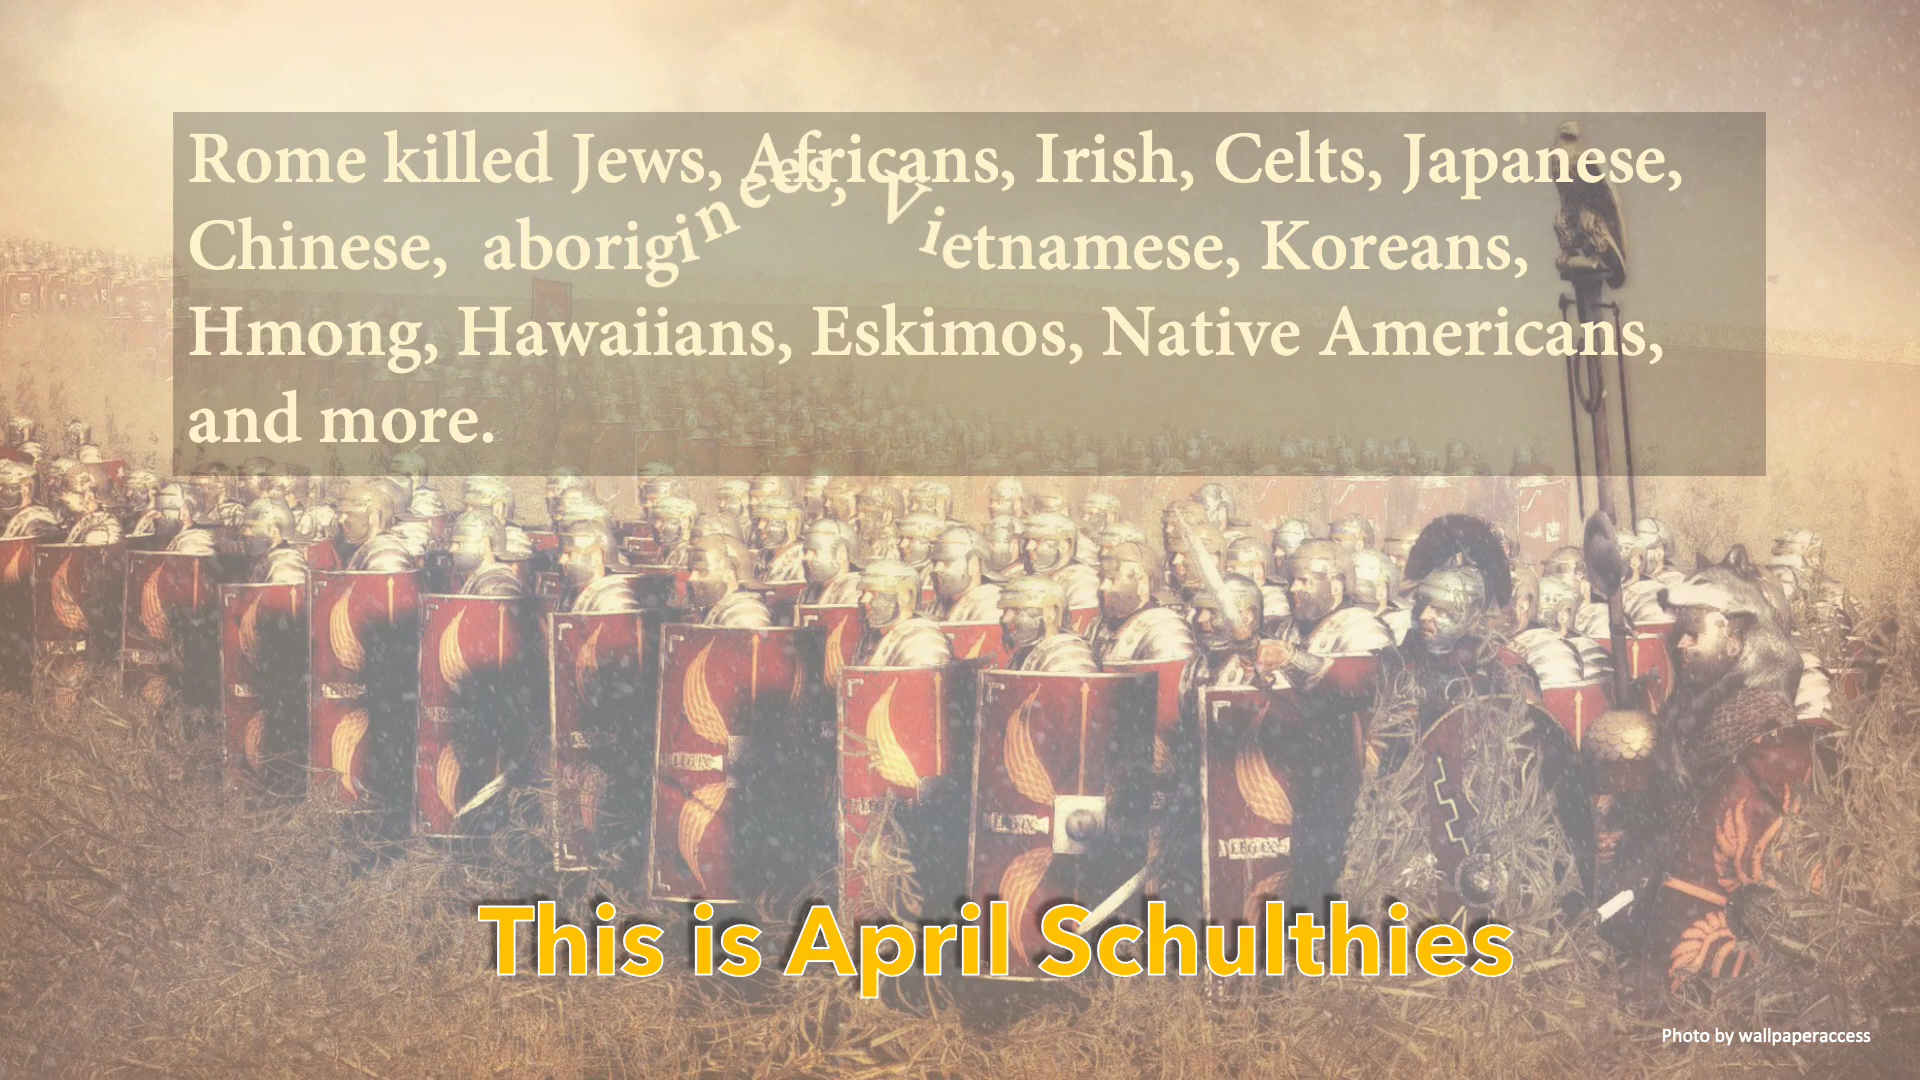 Rome killed Jews, Africans, Irish, Celts, Japanese,
Chinese, aboriginees, Vietnamese, Koreans,
Hmong, Hawaiians, Eskimos, Native Americans,
and more.
This is April Schulthies
Photo by wallpaperaccess